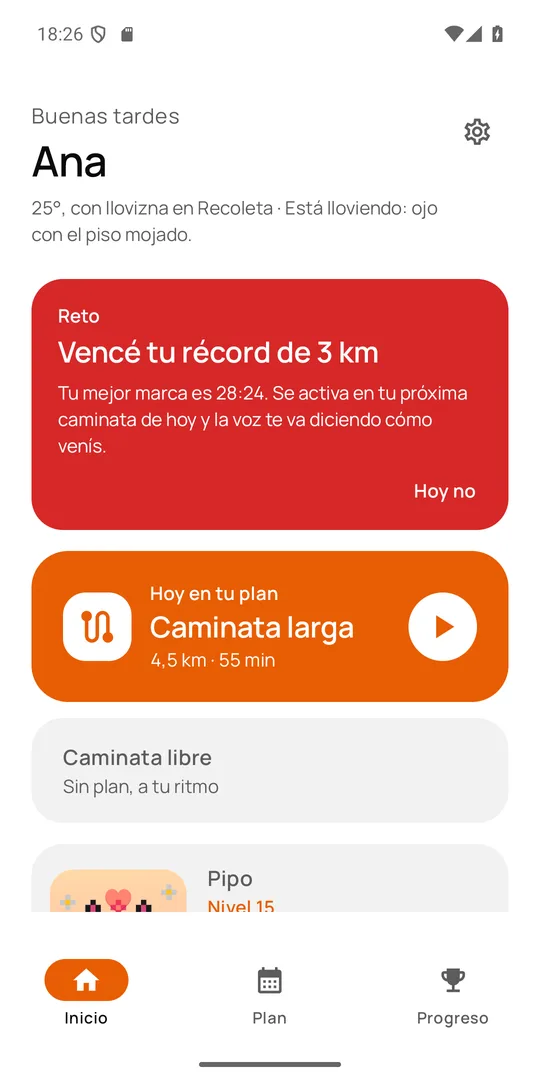 18:26
Buenas tardes
Ana
25°, con llovizna en Recoleta · Está lloviendo: ojo
con el piso mojado.
Reto
Vencé tu récord de 3 km
Tu mejor marca es 28:24. Se activa en tu próxima
caminata de hoy y la voz te va diciendo cómo
venís.
Hoy no
Hoy en tu plan
Caminata larga
4,5 km · 55 min
Caminata libre
Sin plan, a tu ritmo
Pipo
Nivel 15
Inicio
Plan
Progreso